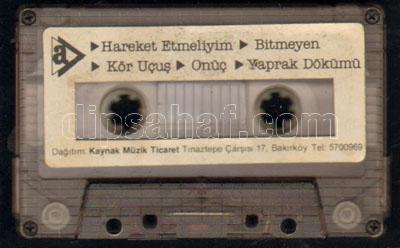 a
▸Hareket Etmeliyim ▸ Bitmeyen
▸ Kör Uçuş ▸ Onüç ▸ Yaprak Dökümü
dipsahaf.com
Dağıtım: Kaynak Müzik Ticaret Tınaztepe Çarşısı 17, Bakırköy Tel: 5700969